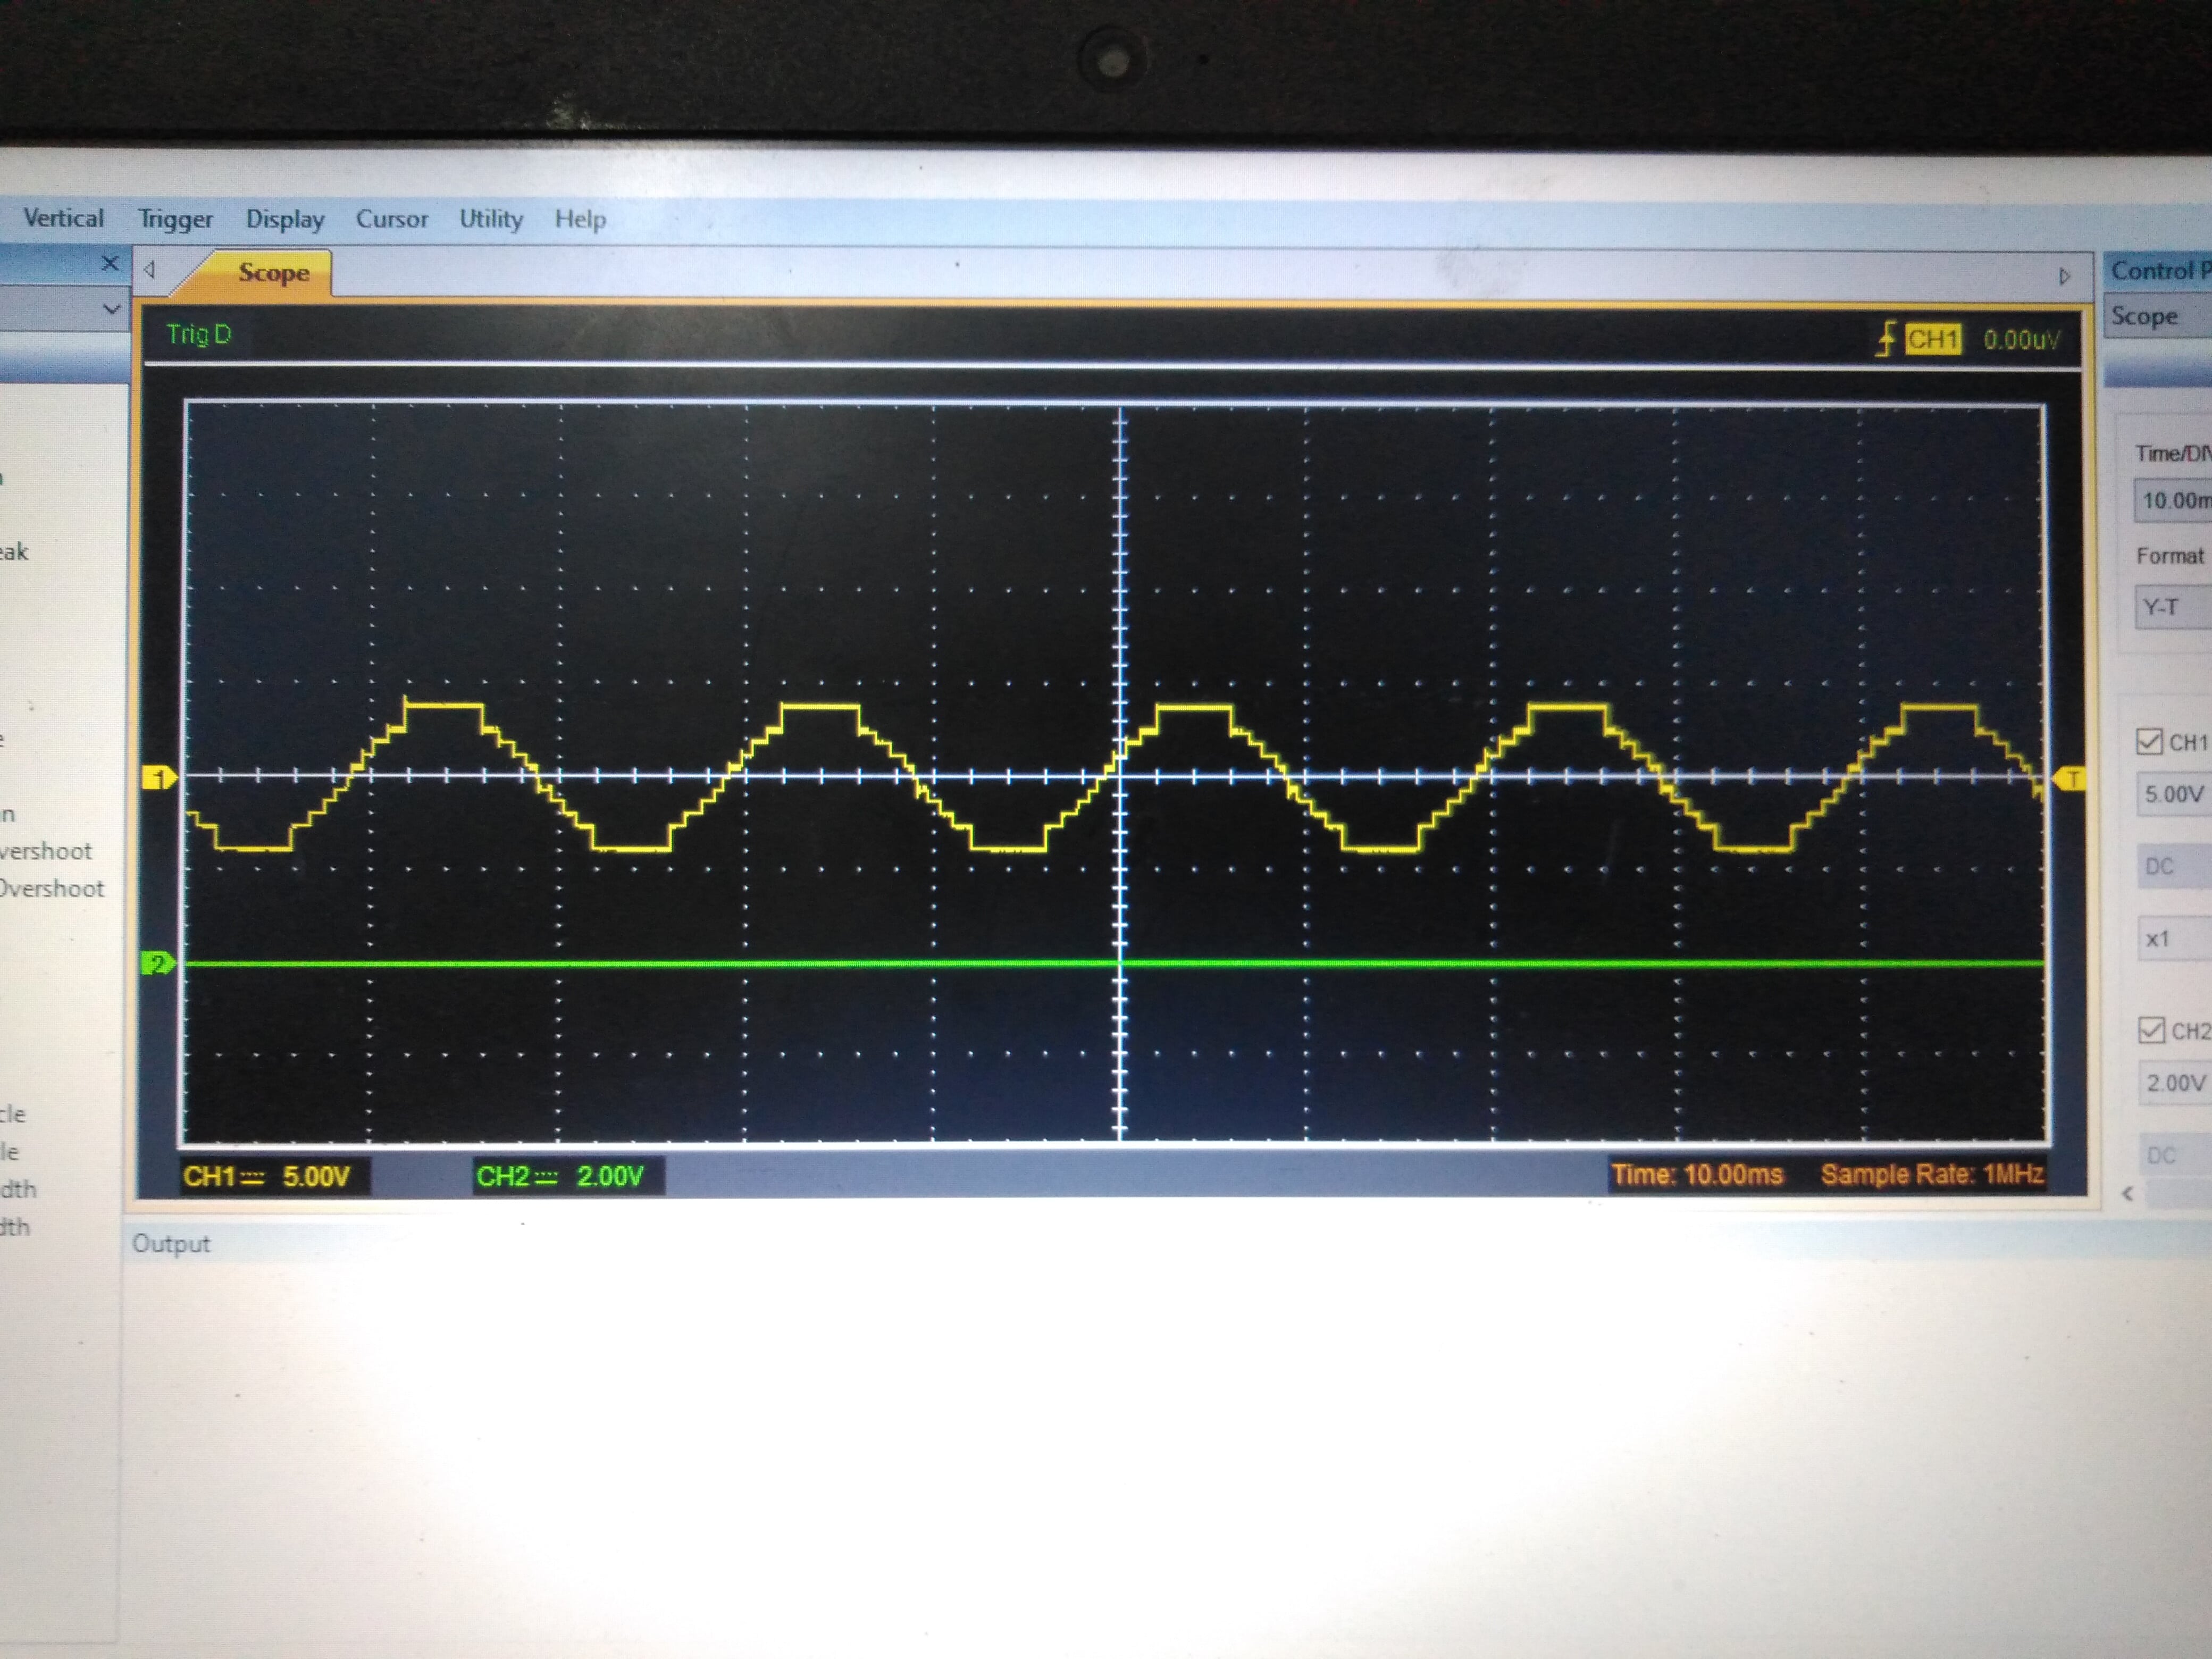 Vertical Trigger Display Cursor Utility Help
Scope
Control P
Scope
Trig D
CH1 0.00uV
Time/DI
10.00m
Format
Y-T
eak
1
T
CH1
5.00V
vershoot
Overshoot
DC
x1
2
CH2
2.00V
cle
le
dth
dth
DC
CH1 5.00V CH2 2.00V Time: 10.00ms Sample Rate: 1MHz
Output